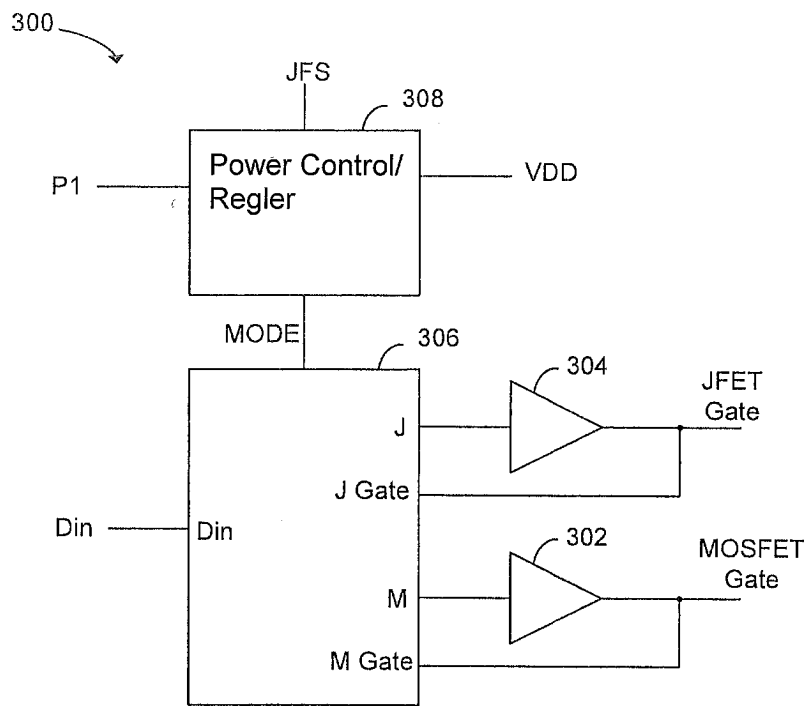 300
JFS
308
Power Control/
Regler
P1
VDD
MODE
306
304
J
JFET
Gate
J Gate
Din
Din
302
MOSFET
Gate
M
M Gate